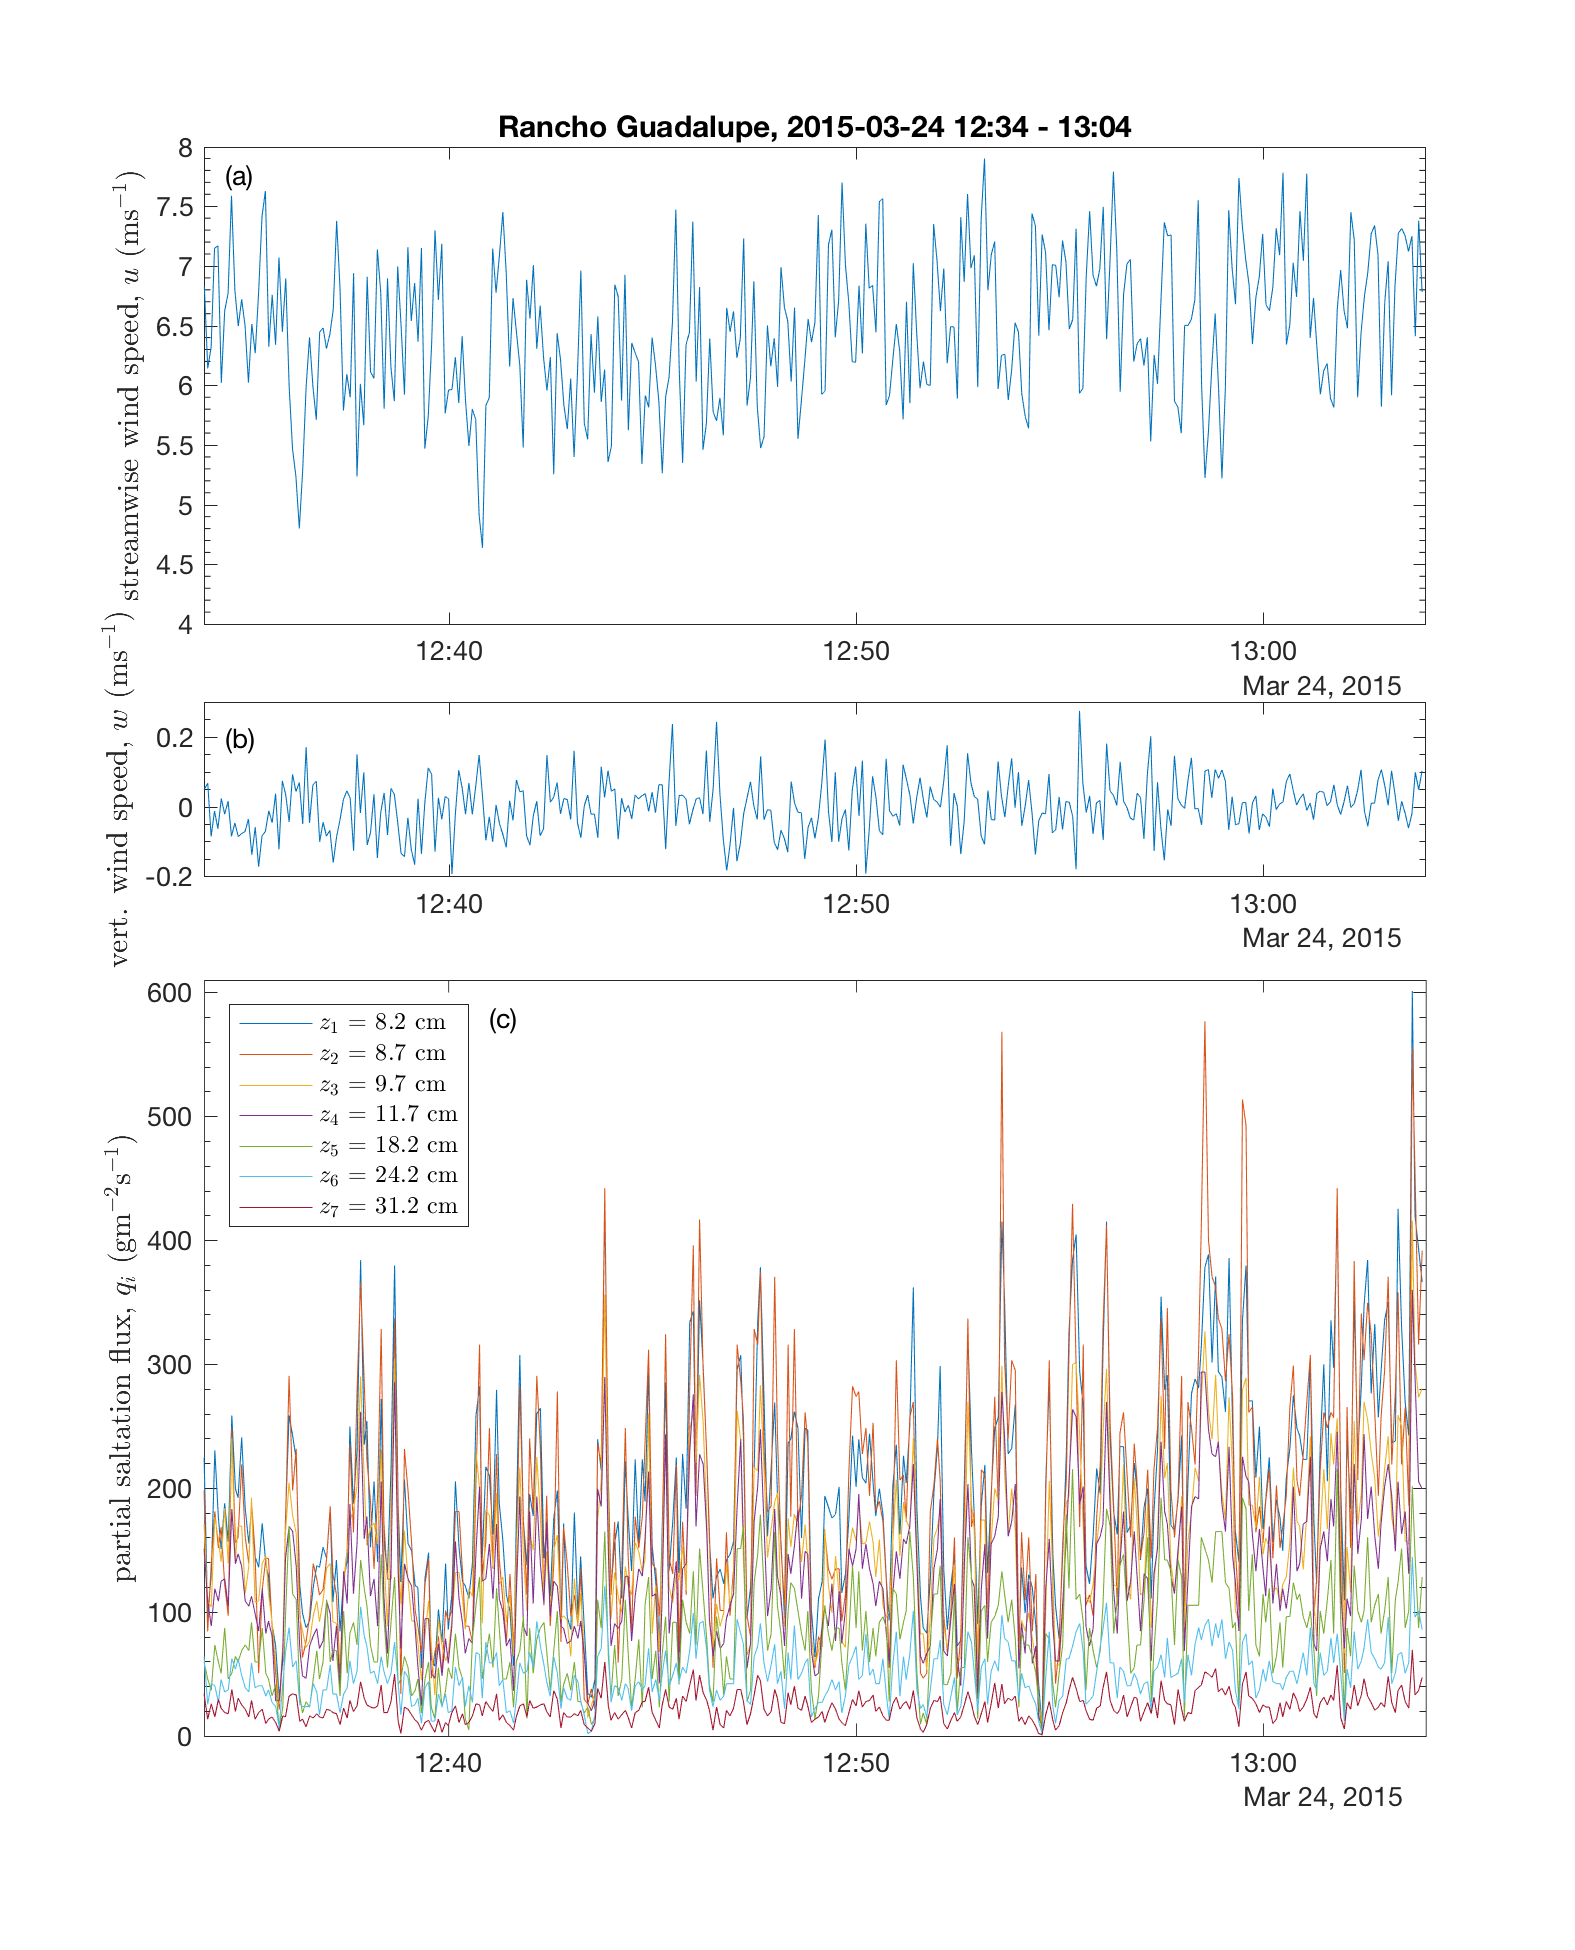 Rancho Guadalupe, 2015-03-24 12:34 - 13:04
(a)
streamwise wind speed, u (ms⁻¹)
8
7.5
7
6.5
6
5.5
5
4.5
4
12:40 12:50 13:00
Mar 24, 2015
(b)
vert. wind speed, w (ms⁻¹)
0.2
0
-0.2
12:40 12:50 13:00
Mar 24, 2015
(c)
partial saltation flux, qᵢ (gm⁻²s⁻¹)
600
500
400
300
200
100
0
z₁ = 8.2 cm
z₂ = 8.7 cm
z₃ = 9.7 cm
z₄ = 11.7 cm
z₅ = 18.2 cm
z₆ = 24.2 cm
z₇ = 31.2 cm
12:40 12:50 13:00
Mar 24, 2015